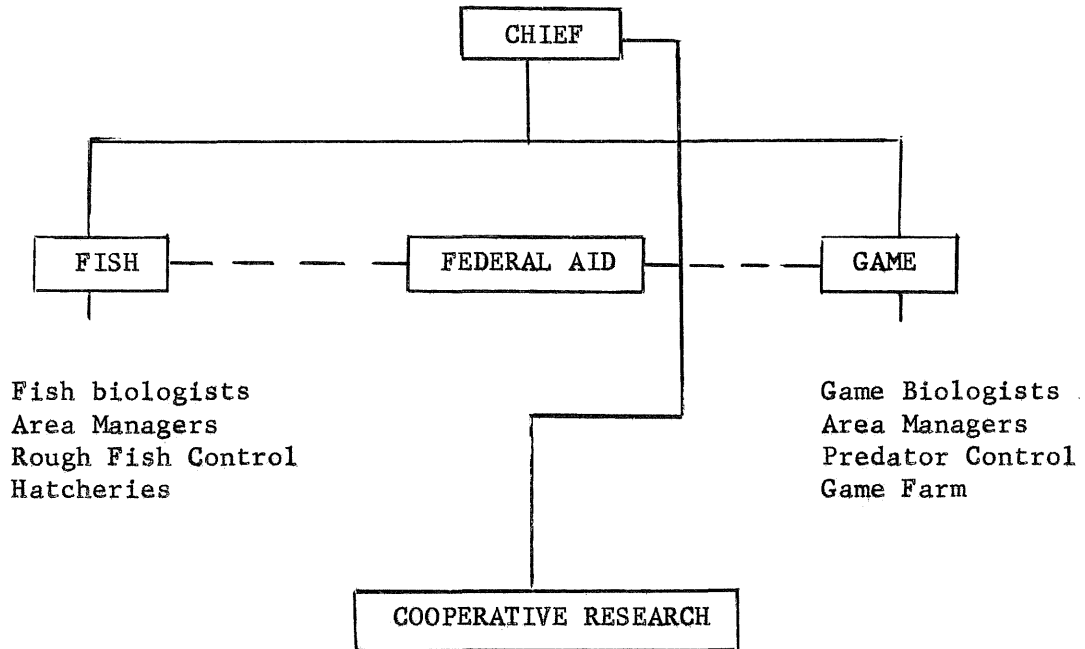 CHIEF
FISH
FEDERAL AID
GAME
Fish biologists
Area Managers
Rough Fish Control
Hatcheries
Game Biologists
Area Managers
Predator Control
Game Farm
COOPERATIVE RESEARCH